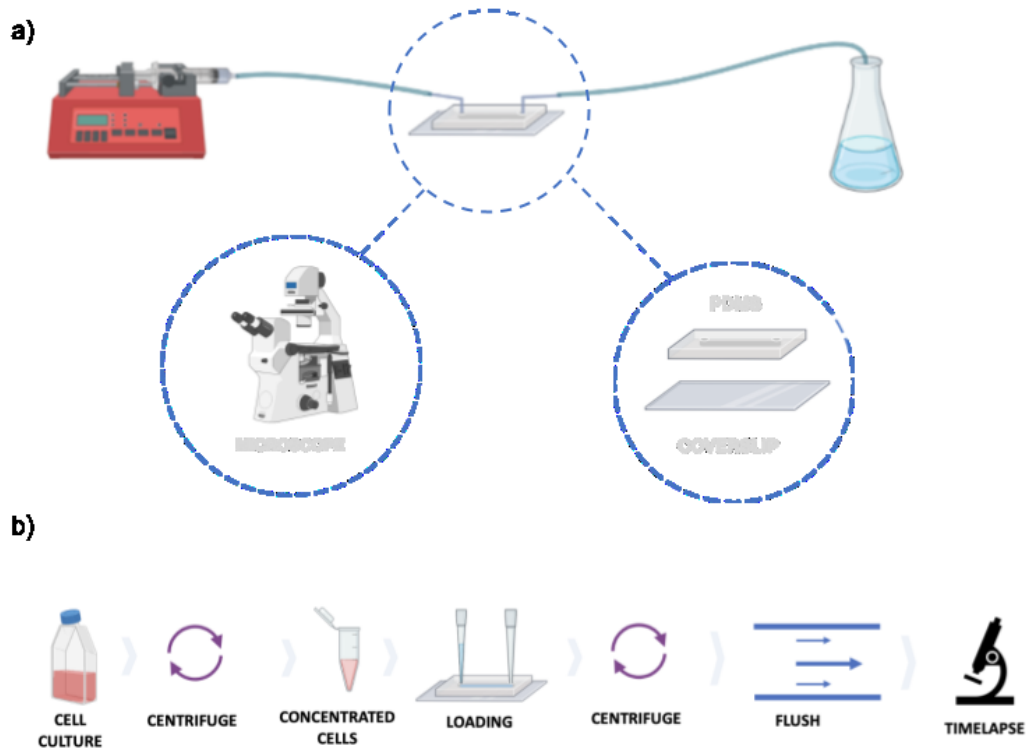 a)
PDMS
MICROSCOPE
COVERSLIP
b)
CELL
CULTURE
CENTRIFUGE
CONCENTRATED
CELLS
LOADING
CENTRIFUGE
FLUSH
TIMELAPSE